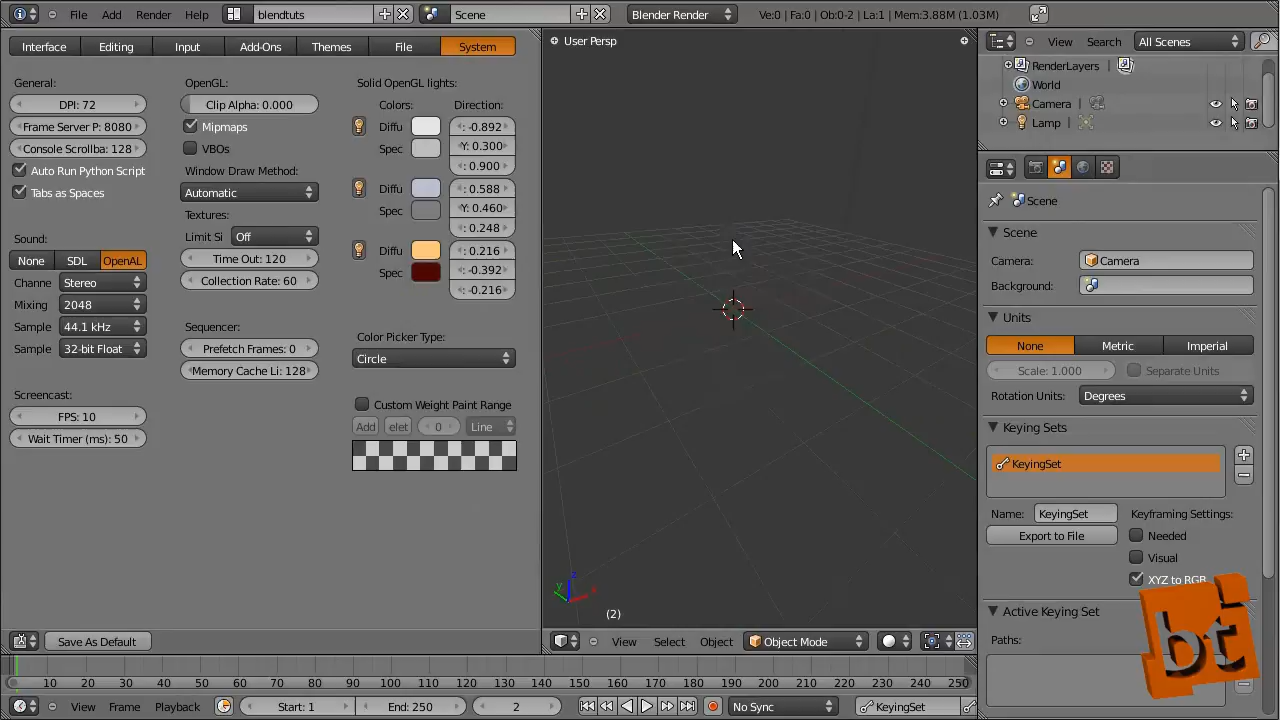 File Add Render Help blendtuts Scene Blender Render Ve:0 | Fa:0 | Ob:0-2 | La:1 | Mem:3.88M (1.03M)
Interface Editing Input Add-Ons Themes File System
General:
DPI: 72
Frame Server P: 8080
Console Scrollba: 128
Auto Run Python Script
Tabs as Spaces
Sound:
None SDL OpenAL
Channe Stereo
Mixing 2048
Sample 44.1 kHz
Sample 32-bit Float
Screencast:
FPS: 10
Wait Timer (ms): 50
OpenGL:
Clip Alpha: 0.000
Mipmaps
VBOs
Window Draw Method:
Automatic
Textures:
Limit Si Off
Time Out: 120
Collection Rate: 60
Sequencer:
Prefetch Frames: 0
Memory Cache Li: 128
Solid OpenGL lights:
Colors: Direction:
Diffu : -0.892
Spec Y: 0.300
: 0.900
Diffu : 0.588
Spec Y: 0.460
: 0.248
Diffu : 0.216
Spec : -0.392
: -0.216
Color Picker Type:
Circle
Custom Weight Paint Range
Add elet 0 Line
Save As Default
User Persp
z
y x
(2)
View Select Object Object Mode
View Search All Scenes
RenderLayers |
World
Camera |
Lamp |
Scene
Scene
Camera: Camera
Background:
Units
None Metric Imperial
Scale: 1.000 Separate Units
Rotation Units: Degrees
Keying Sets
KeyingSet
Name: KeyingSet
Export to File
Keyframing Settings:
Needed
Visual
XYZ to RGB
Active Keying Set
Paths:
bt
0 10 20 30 40 50 60 70 80 90 100 110 120 130 140 150 160 170 180 190 200 210 220 230 240 250
View Frame Playback Start: 1 End: 250 2 No Sync KeyingSet